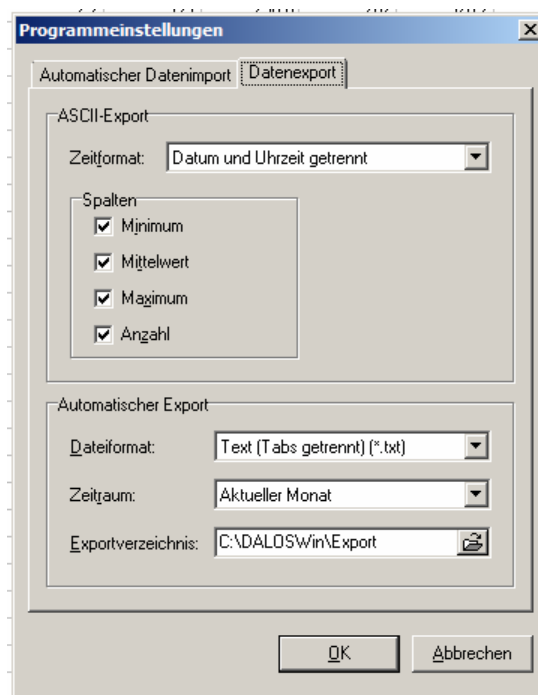 Programmeinstellungen
Automatischer Datenimport Datenexport
ASCII-Export
Zeitformat: Datum und Uhrzeit getrennt
Spalten
Minimum
Mittelwert
Maximum
Anzahl
Automatischer Export
Dateiformat: Text (Tabs getrennt) (*.txt)
Zeitraum: Aktueller Monat
Exportverzeichnis: C:\DALOSWin\Export
OK Abbrechen